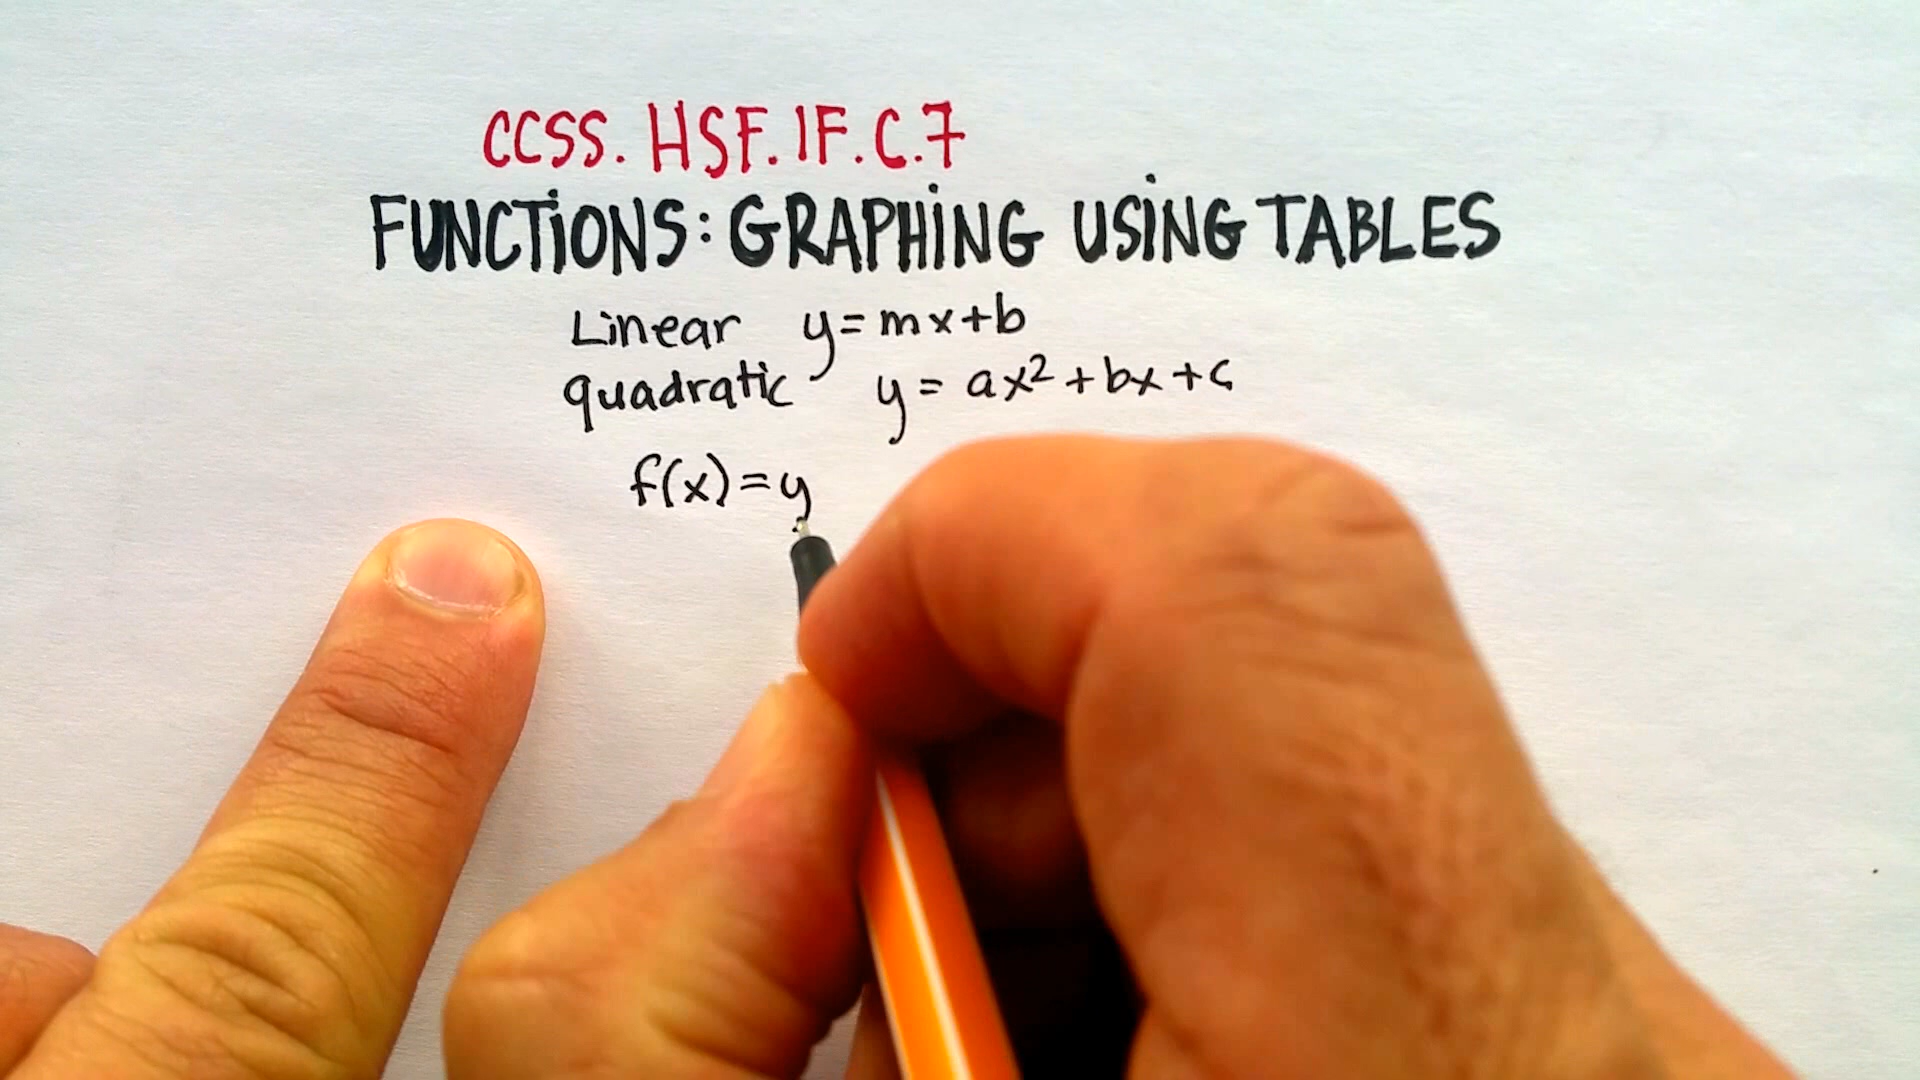 CCSS. HSF. IF. C.7
FUNCTIONS: GRAPHING USING TABLES
Linear y = mx + b
quadratic y = ax² + bx + c
f(x) = y